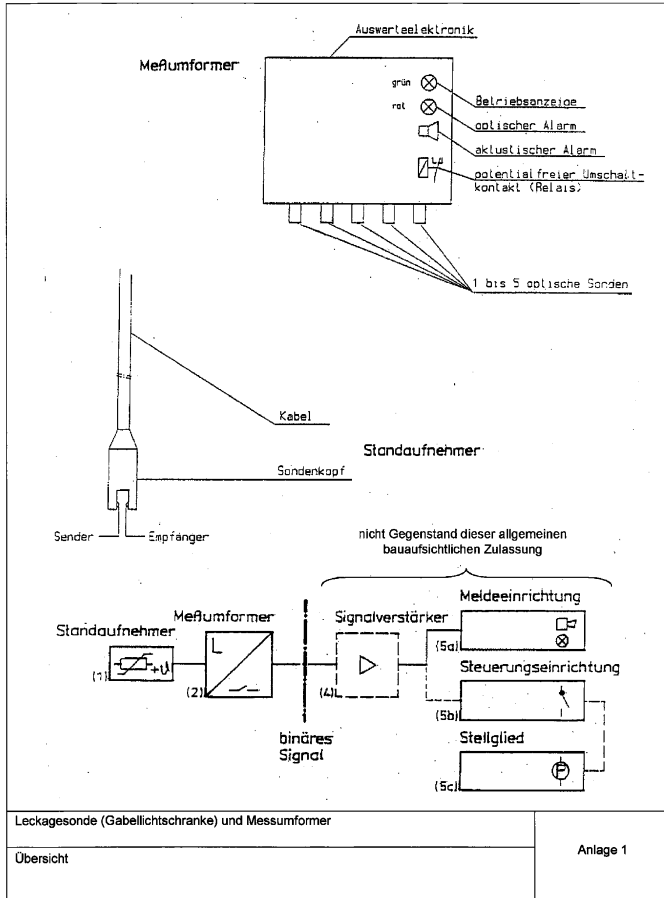 Auswerteelektronik
Meßumformer
grün
rot
Betriebsanzeige
optischer Alarm
aklustischer Alarm
potentialfreier Umschalt-
kontakt (Relais)
1 bis 5 optische Sonden
Kabel
Standaufnehmer
Sondenkopf
Sender
Empfänger
nicht Gegenstand dieser allgemeinen
bauaufsichtlichen Zulassung
Meldeeinrichtung
Meßumformer
Signalverstärker
Standaufnehmer
(5a)
Steuerungseinrichtung
+U
L
(1)
(2)
(4)
(5b)
binäres
Signal
Stellglied
P
(5c)
Leckagesonde (Gabellichtschranke) und Messumformer
Übersicht
Anlage 1